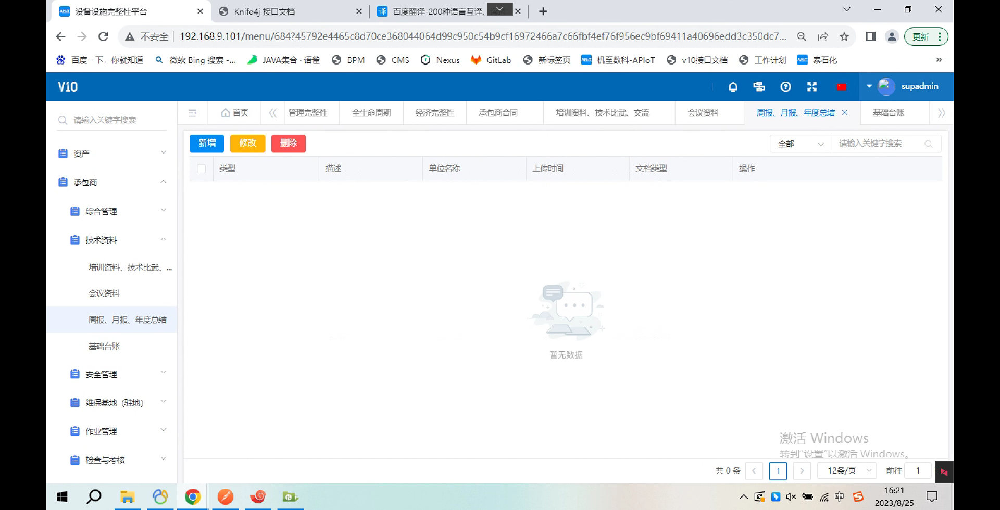 设备设施完整性平台
Knife4j 接口文档
百度翻译-200种语言互译、
不安全
192.168.9.101/menu/684?45792e4465c8d70ce368044064d99c950c54b9cf16972466a7c66fbf4ef76f956ec9bf69411a40696edd3c350dc7...
更新
百度一下，你就知道
微软 Bing 搜索 -...
JAVA集合 · 语雀
BPM
CMS
Nexus
GitLab
新标签页
机至数科-APIoT
v10接口文档
工作计划
泰石化
V10
supadmin
请输入关键字搜索
首页
管理完整性
全生命周期
经济完整性
承包商合同
培训资料、技术比武、交流
会议资料
周报、月报、年度总结
基础台账
资产
承包商
综合管理
技术资料
培训资料、技术比武、...
会议资料
周报、月报、年度总结
基础台账
安全管理
维保基地（驻地）
作业管理
检查与考核
新增
修改
删除
全部
请输入关键字搜索
类型
描述
单位名称
上传时间
文档类型
操作
暂无数据
激活 Windows
转到"设置"以激活 Windows。
共 0 条
1
12条/页
前往
1
中
16:21
2023/8/25